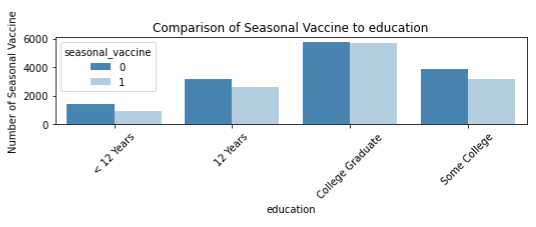 Comparison of Seasonal Vaccine to education
Number of Seasonal Vaccine
6000
4000
2000
0
seasonal_vaccine
0
1
< 12 Years
12 Years
College Graduate
Some College
education